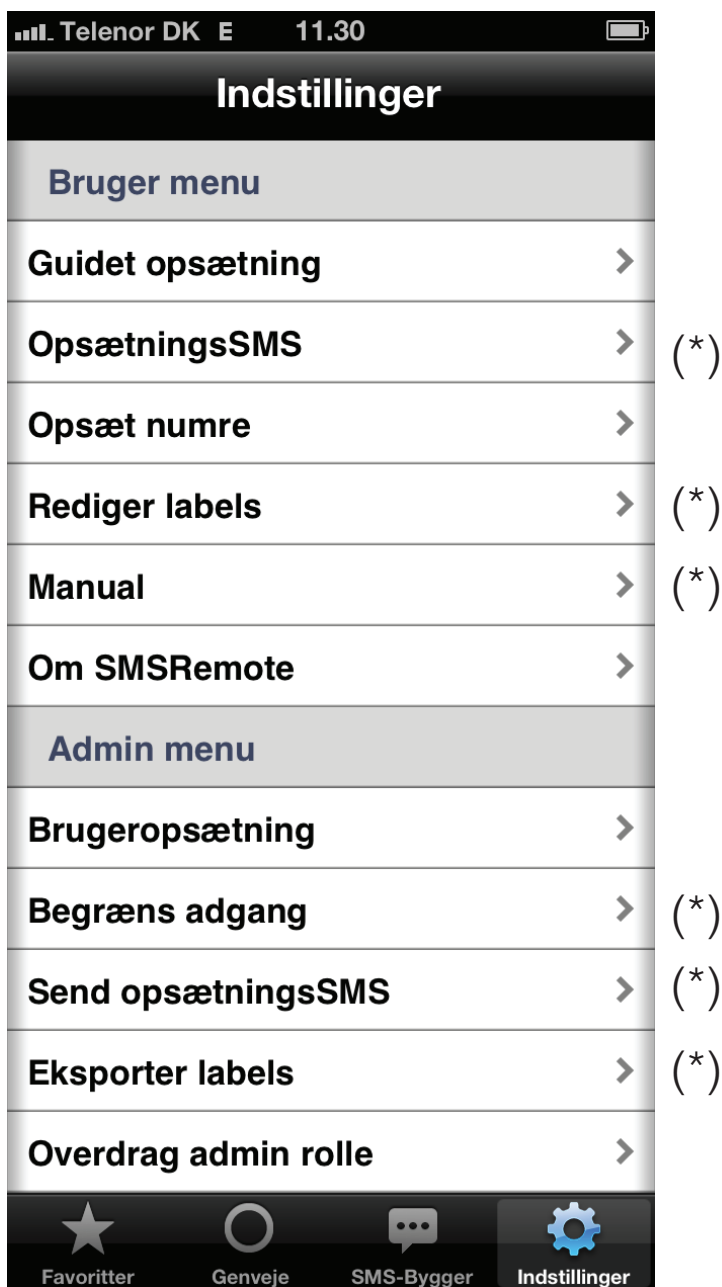 Telenor DK E 11.30
Indstillinger
Bruger menu
Guidet opsætning
OpsætningsSMS (*)
Opsæt numre
Rediger labels (*)
Manual (*)
Om SMSRemote
Admin menu
Brugeropsætning
Begræns adgang (*)
Send opsætningsSMS (*)
Eksporter labels (*)
Overdrag admin rolle
Favoritter Genveje SMS-Bygger Indstillinger